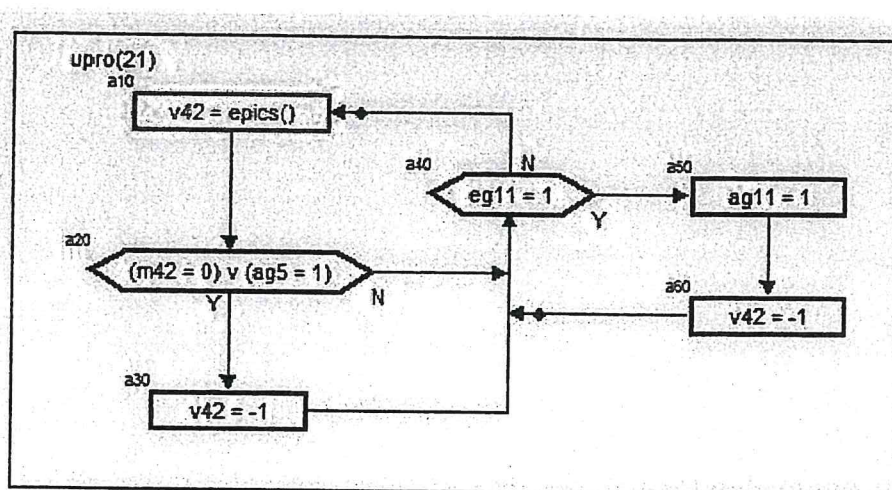 upro(21)
a10
v42 = epics()
a20
(m42 = 0) v (ag5 = 1)
Y
N
a30
v42 = -1
a40
N
eg11 = 1
Y
a50
ag11 = 1
a60
v42 = -1